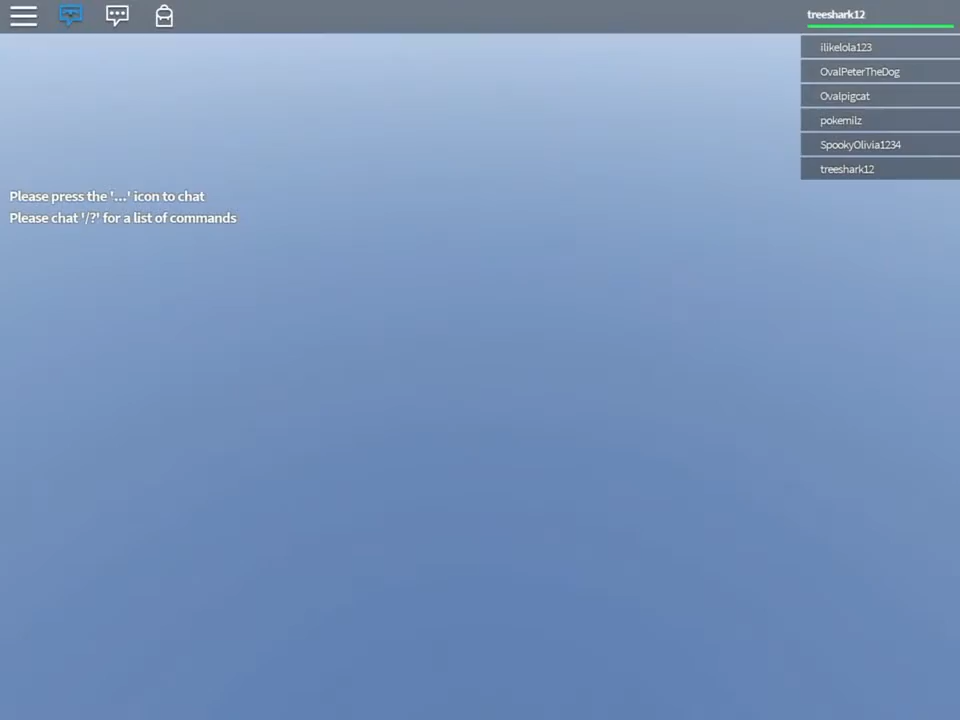 treeshark12
ilikelola123
OvalPeterTheDog
Ovalpigcat
pokemilz
SpookyOlivia1234
treeshark12
Please press the '...' icon to chat
Please chat '/?' for a list of commands